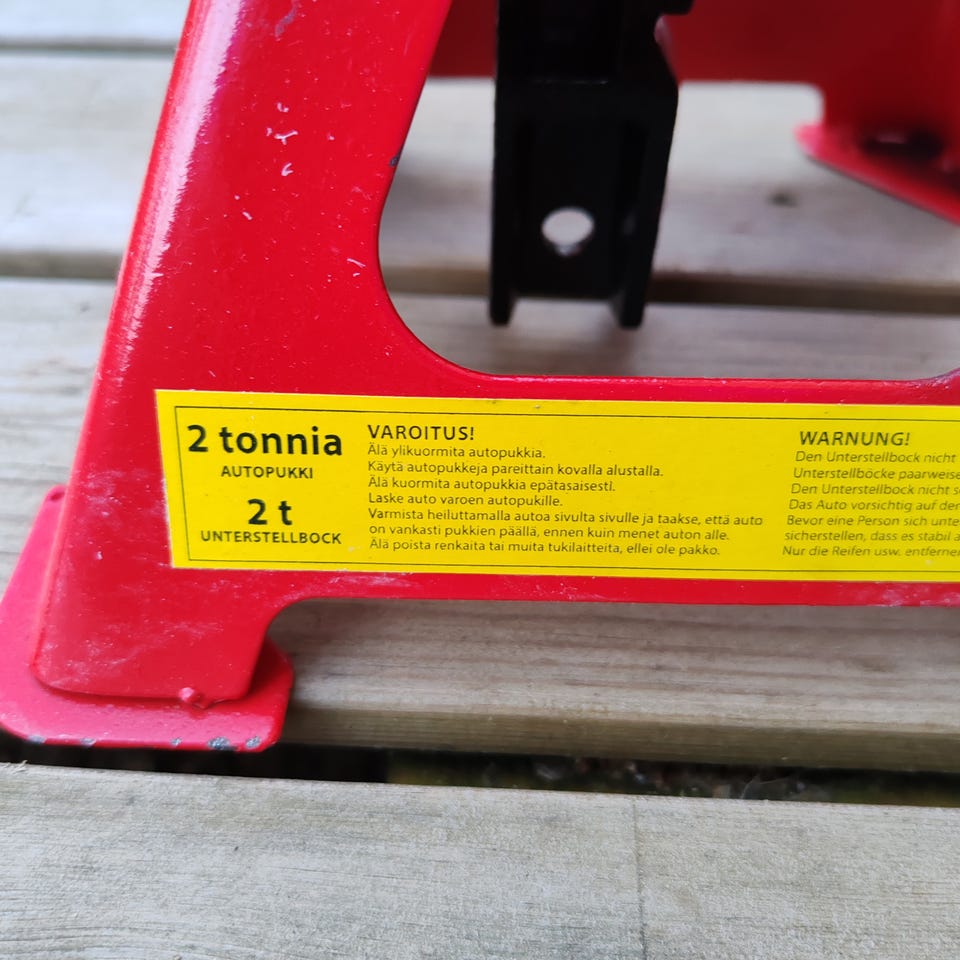 2 tonnia
AUTOPUKKI
2 t
UNTERSTELLBOCK
VAROITUS!
Älä ylikuormita autopukkia.
Käytä autopukkeja pareittain kovalla alustalla.
Älä kuormita autopukkia epätasaisesti.
Laske auto varoen autopukille.
Varmista heiluttamalla autoa sivulta sivulle ja taakse, että auto
on vankasti pukkien päällä, ennen kuin menet auton alle.
Älä poista renkaita tai muita tukilaitteita, ellei ole pakko.
WARNUNG!
Den Unterstellbock nicht
Unterstellböcke paarweise
Den Unterstellbock nicht
Das Auto vorsichtig auf den
Bevor eine Person sich
sicherstellen, dass es stabil
Nur die Reifen usw.